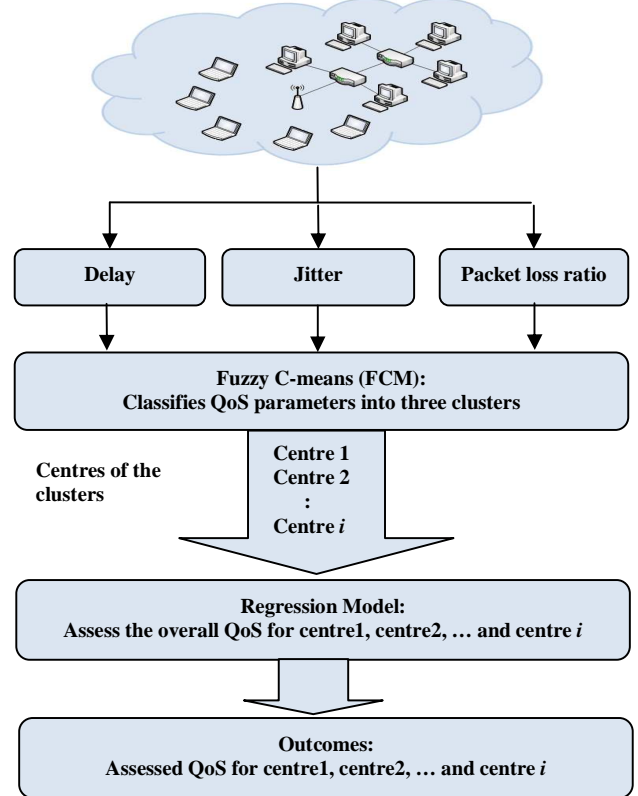 Delay
Jitter
Packet loss ratio
Fuzzy C-means (FCM):
Classifies QoS parameters into three clusters
Centres of the
clusters
Centre 1
Centre 2
:
Centre i
Regression Model:
Assess the overall QoS for centre1, centre2, … and centre i
Outcomes:
Assessed QoS for centre1, centre2, … and centre i